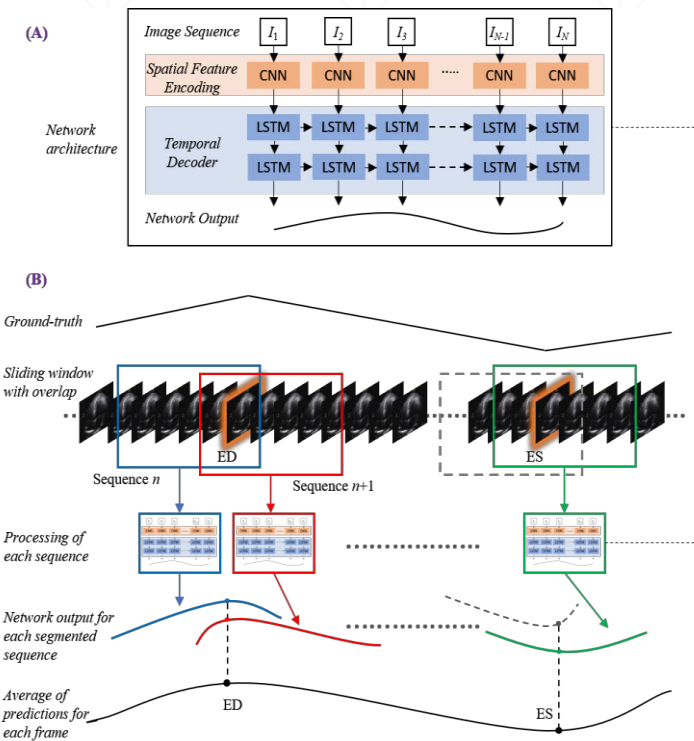 (A)
Image Sequence I1 I2 I3 IN-1 IN
Spatial Feature
Encoding
CNN CNN CNN ..... CNN CNN
Network
architecture
Temporal
Decoder
LSTM LSTM LSTM LSTM LSTM
LSTM LSTM LSTM LSTM LSTM
Network Output
(B)
Ground-truth
Sliding window
with overlap
ED
ES
Sequence n
Sequence n+1
Processing of
each sequence
Network output for
each segmented
sequence
Average of
predictions for
each frame
ED
ES